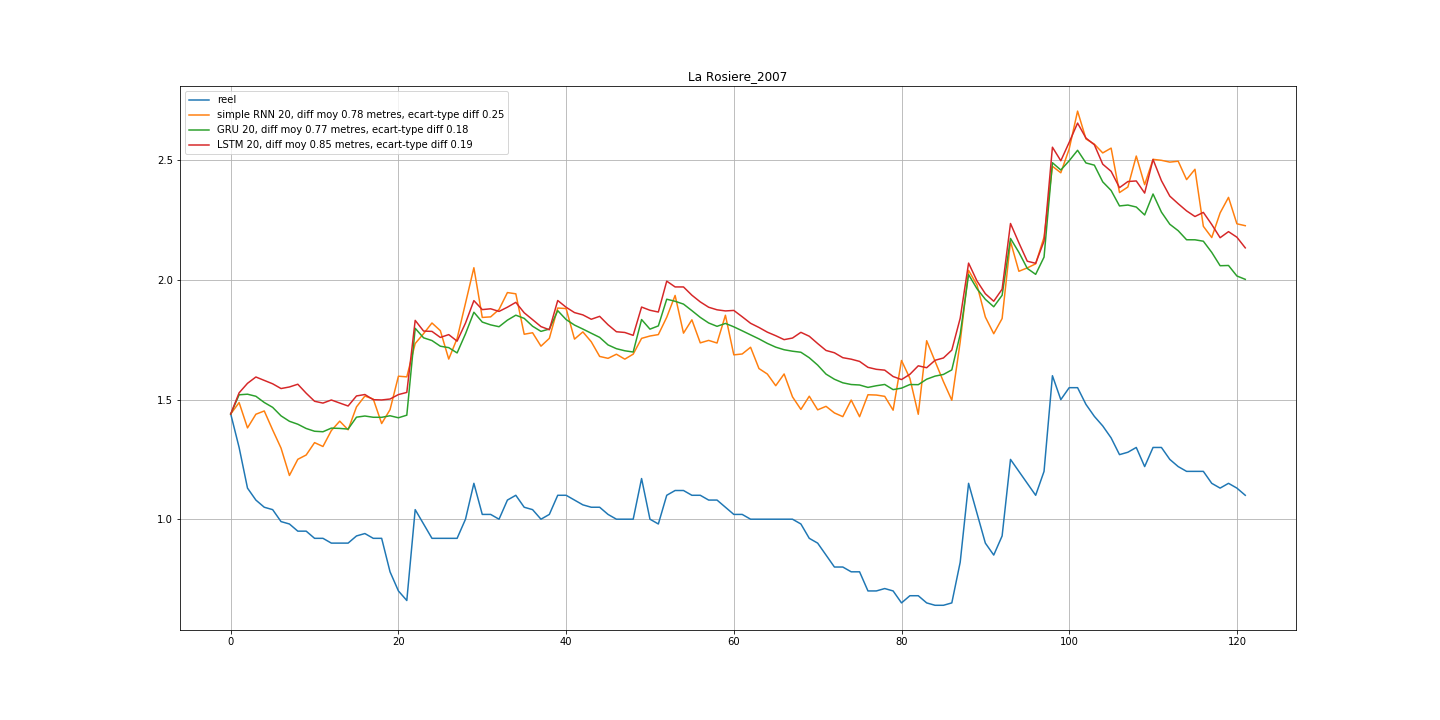 La Rosiere_2007
reel
simple RNN 20, diff moy 0.78 metres, ecart-type diff 0.25
GRU 20, diff moy 0.77 metres, ecart-type diff 0.18
LSTM 20, diff moy 0.85 metres, ecart-type diff 0.19
2.5
2.0
1.5
1.0
0 20 40 60 80 100 120